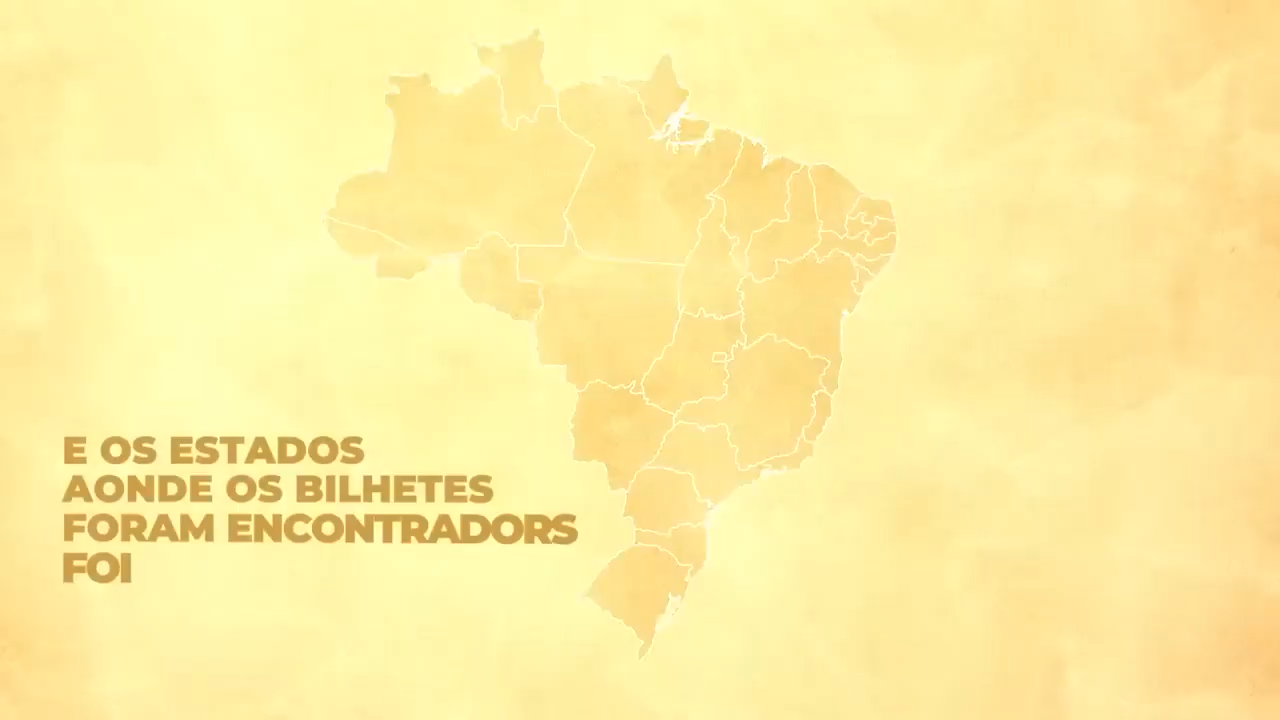 E OS ESTADOS
AONDE OS BILHETES
FORAM ENCONTRADORS
FOI